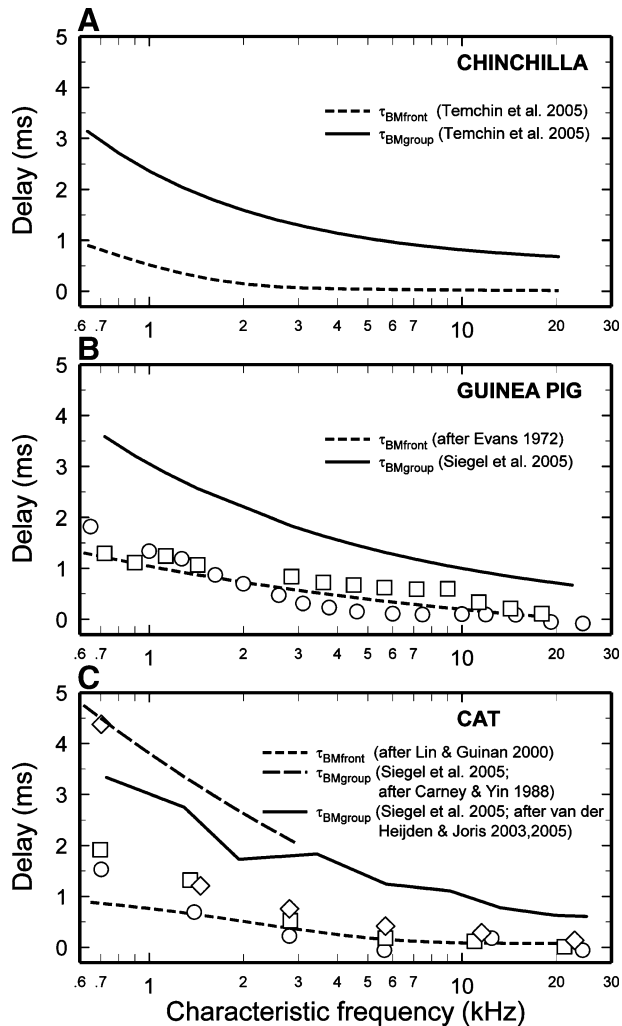 A
5
CHINCHILLA
4
τBMfront (Temchin et al. 2005)
3
τBMgroup (Temchin et al. 2005)
2
1
0
Delay (ms)
.6 .7 1 2 3 4 5 6 7 10 20 30
B
5
GUINEA PIG
4
τBMfront (after Evans 1972)
3
τBMgroup (Siegel et al. 2005)
2
1
0
Delay (ms)
.6 .7 1 2 3 4 5 6 7 10 20 30
C
5
CAT
4
τBMfront (after Lin & Guinan 2000)
τBMgroup (Siegel et al. 2005;
after Carney & Yin 1988)
3
τBMgroup (Siegel et al. 2005; after van der
Heijden & Joris 2003,2005)
2
1
0
Delay (ms)
.6 .7 1 2 3 4 5 6 7 10 20 30
Characteristic frequency (kHz)